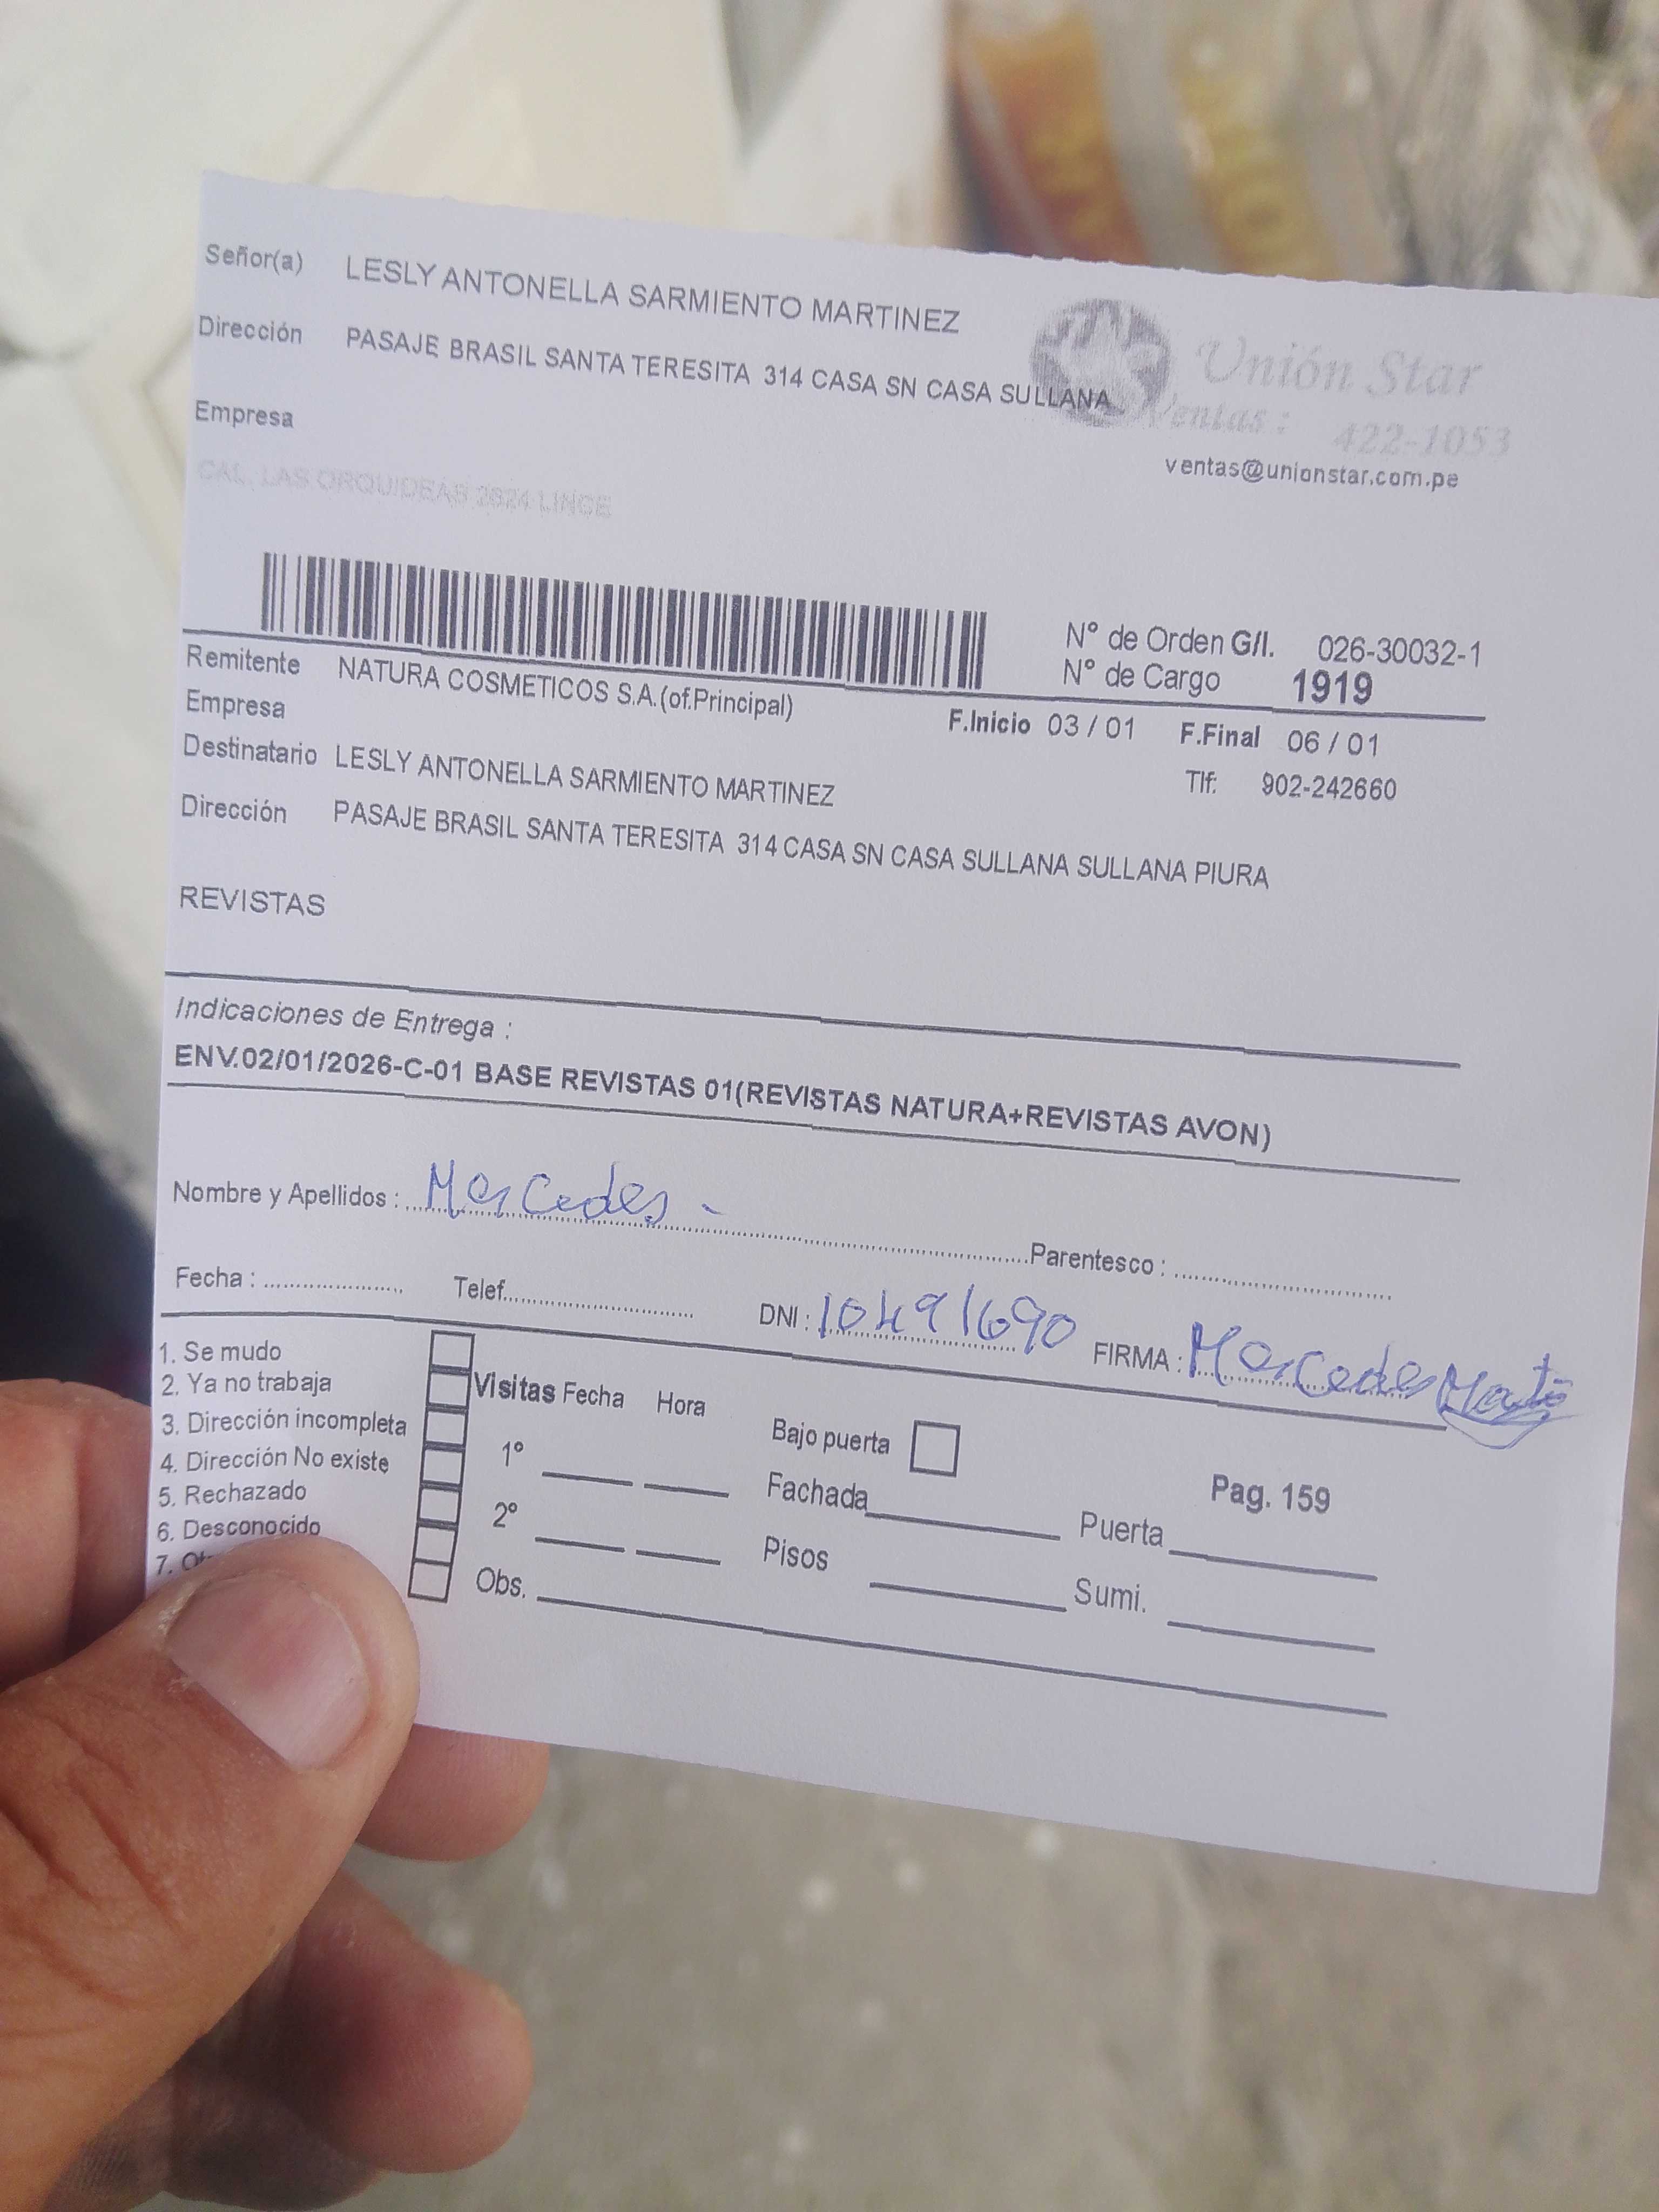 Señor(a) LESLY ANTONELLA SARMIENTO MARTINEZ
Dirección PASAJE BRASIL SANTA TERESITA 314 CASA SN CASA SULLANA
Unión Star
Ventas : 422-1053
ventas@unionstar.com.pe
Empresa
CAL. LAS ORQUIDEAS 2824 LINCE
Nº de Orden G/I. 026-30032-1
Nº de Cargo 1919
Remitente NATURA COSMETICOS S.A.(of.Principal)
Empresa
F.Inicio 03 / 01 F.Final 06 / 01
Destinatario LESLY ANTONELLA SARMIENTO MARTINEZ
Tlf: 902-242660
Dirección PASAJE BRASIL SANTA TERESITA 314 CASA SN CASA SULLANA SULLANA PIURA
REVISTAS
Indicaciones de Entrega :
ENV.02/01/2026-C-01 BASE REVISTAS 01(REVISTAS NATURA+REVISTAS AVON)
Nombre y Apellidos : Mercedes - Parentesco :
Fecha : Telef. DNI : 10491690 FIRMA : Mercedes
1. Se mudo
2. Ya no trabaja
3. Dirección incompleta
4. Dirección No existe
5. Rechazado
6. Desconocido
7.
Visitas Fecha Hora
1º
2º
Obs.
Bajo puerta
Fachada
Pisos
Pag. 159
Puerta
Sumi.